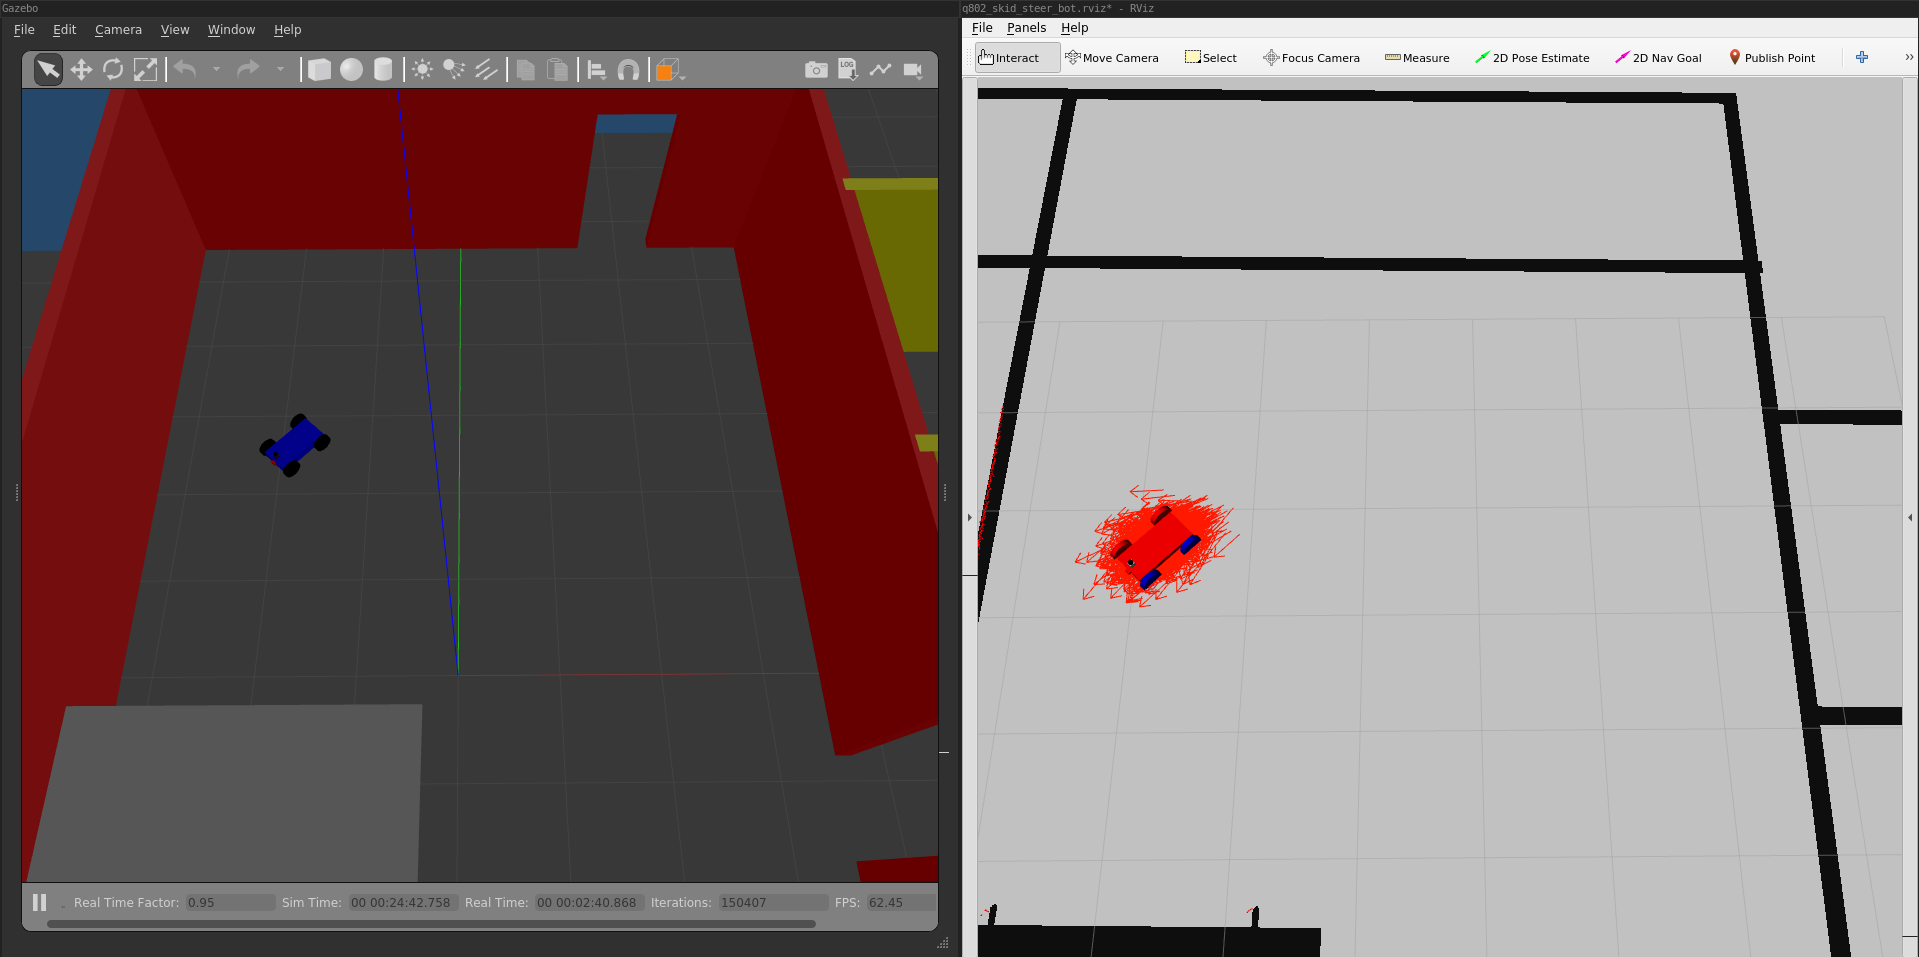 Gazebo
File Edit Camera View Window Help
LOG
Real Time Factor: 0.95 Sim Time: 00 00:24:42.758 Real Time: 00 00:02:40.868 Iterations: 150407 FPS: 62.45
q802_skid_steer_bot.rviz* - RViz
File Panels Help
Interact Move Camera Select Focus Camera Measure 2D Pose Estimate 2D Nav Goal Publish Point »